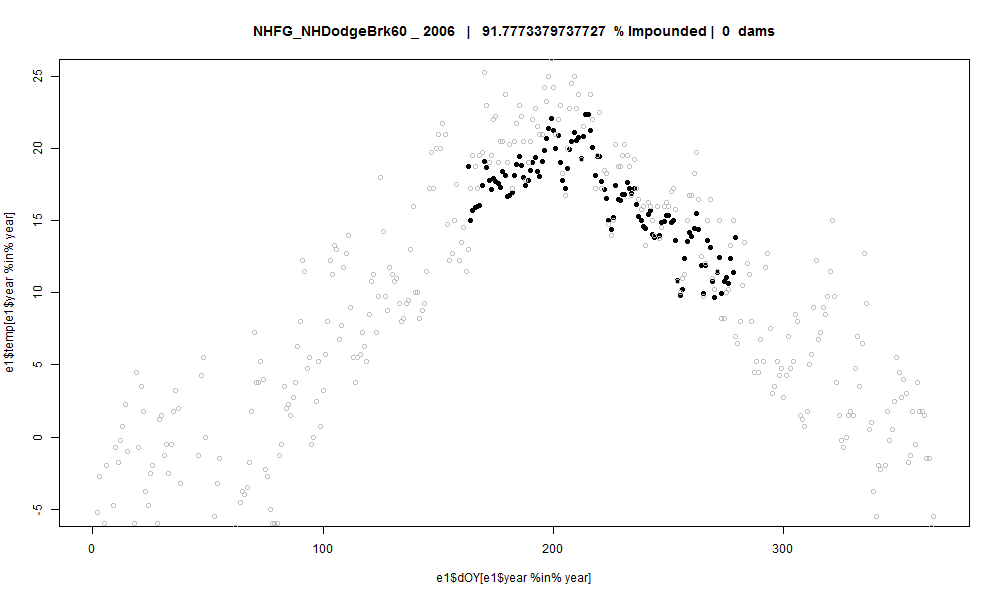 NHFG_NHDodgeBrk60 _ 2006 | 91.7773379737727 % Impounded | 0 dams
25
20
15
10
5
0
-5
e1$temp[e1$year %in% year]
0 100 200 300
e1$dOY[e1$year %in% year]